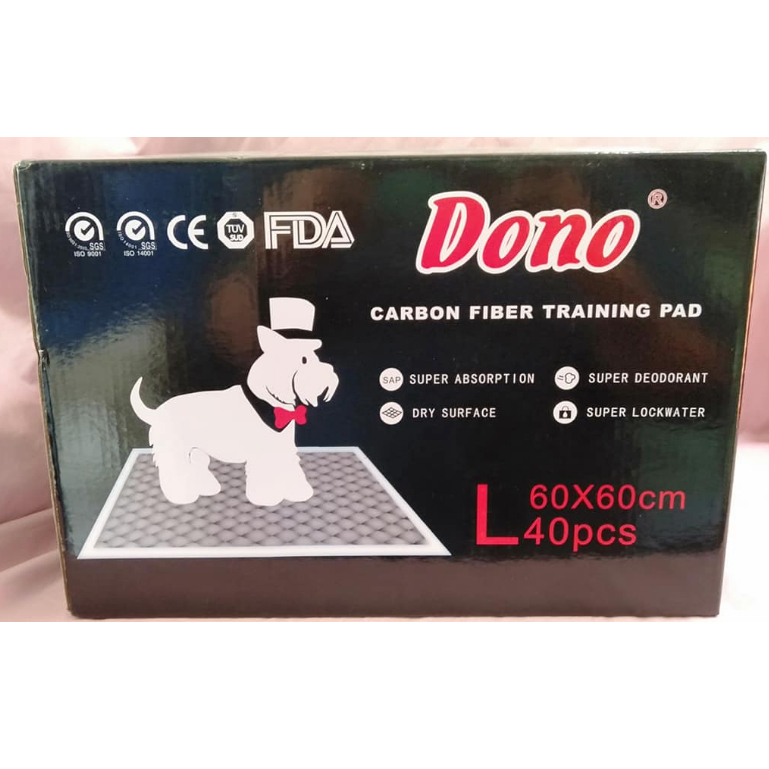 SGS
ISO 9001
SGS
ISO 14001
CE
TÜV
SUD
FDA
Dono ®
CARBON FIBER TRAINING PAD
SAP SUPER ABSORPTION
SUPER DEODORANT
DRY SURFACE
SUPER LOCKWATER
L 60X60cm
40pcs